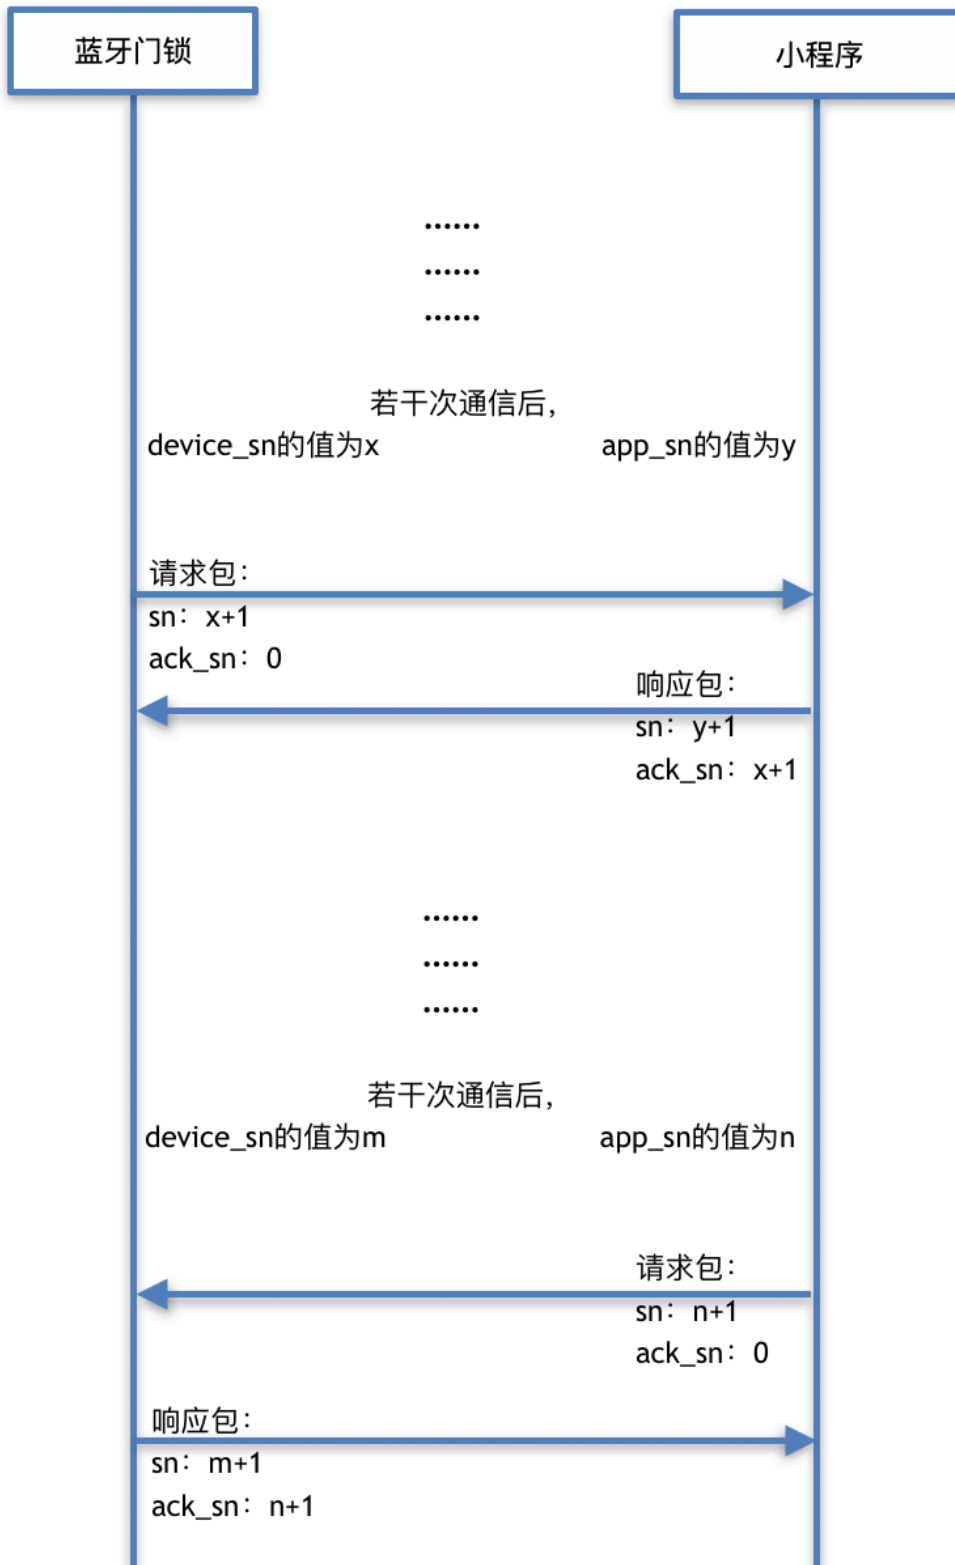 蓝牙门锁
小程序
......
......
......
若干次通信后,
device_sn的值为x
app_sn的值为y
请求包：
sn：x+1
ack_sn：0
响应包：
sn：y+1
ack_sn：x+1
......
......
......
若干次通信后,
device_sn的值为m
app_sn的值为n
请求包：
sn：n+1
ack_sn：0
响应包：
sn：m+1
ack_sn：n+1